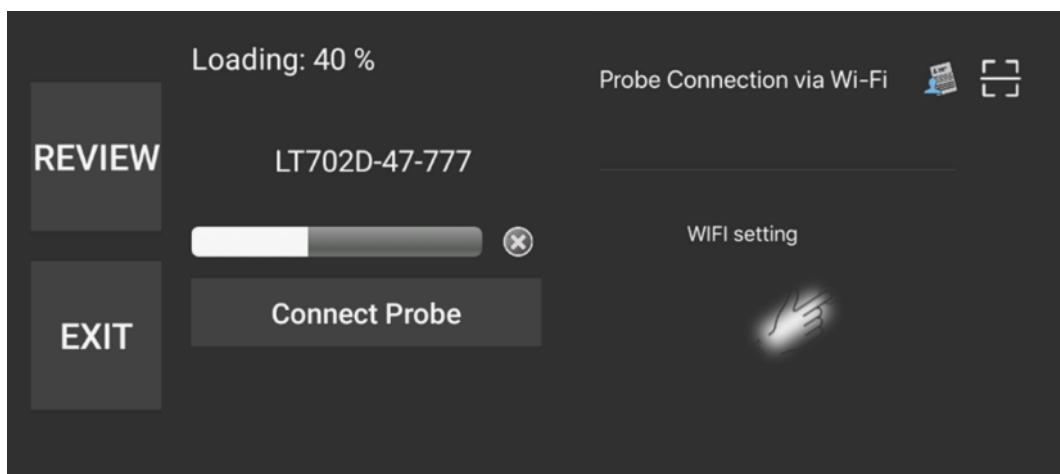 Loading: 40 %
Probe Connection via Wi-Fi
REVIEW
LT702D-47-777
WIFI setting
Connect Probe
EXIT